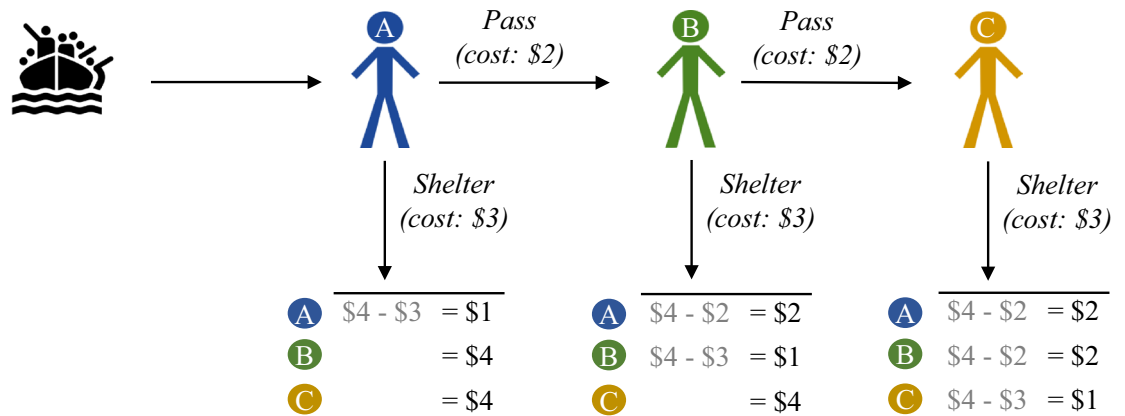 A
Pass
(cost: $2)
B
Pass
(cost: $2)
C
Shelter
(cost: $3)
Shelter
(cost: $3)
Shelter
(cost: $3)
A $4 - $3 = $1
B = $4
C = $4
A $4 - $2 = $2
B $4 - $3 = $1
C = $4
A $4 - $2 = $2
B $4 - $2 = $2
C $4 - $3 = $1